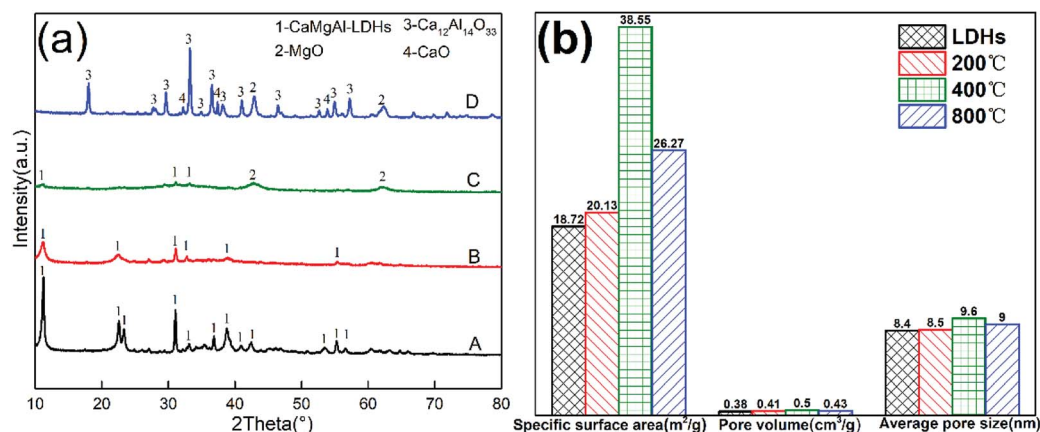 (a)
1-CaMgAl-LDHs 3-Ca₁₂Al₁₄O₃₃
2-MgO 4-CaO
3 3 3 4 3 3 3 4 3 3 2 3 3 4 3 3 2
D
1 1 1 2 2
C
1 1 1 1 1 1
B
1 1 1 1 1 1 1 1 1 1 1 1
A
Intensity(a.u.)
10 20 30 40 50 60 70 80
2Theta(°)
(b)
LDHs
200℃
400℃
800℃
18.72 20.13 38.55 26.27
0.38 0.41 0.5 0.43
8.4 8.5 9.6 9
Specific surface area(m²/g) Pore volume(cm³/g) Average pore size(nm)